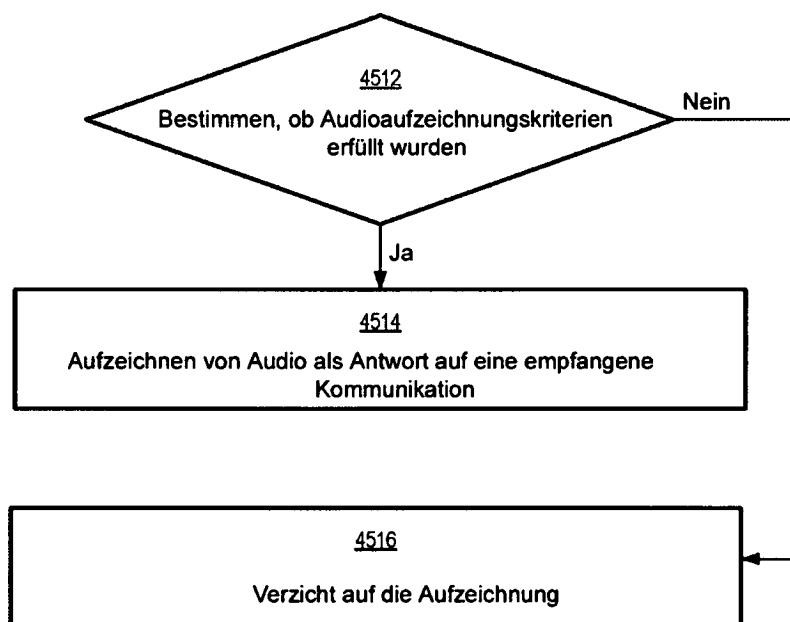 4512
Bestimmen, ob Audioaufzeichnungskriterien
erfüllt wurden
Nein
Ja
4514
Aufzeichnen von Audio als Antwort auf eine empfangene
Kommunikation
4516
Verzicht auf die Aufzeichnung